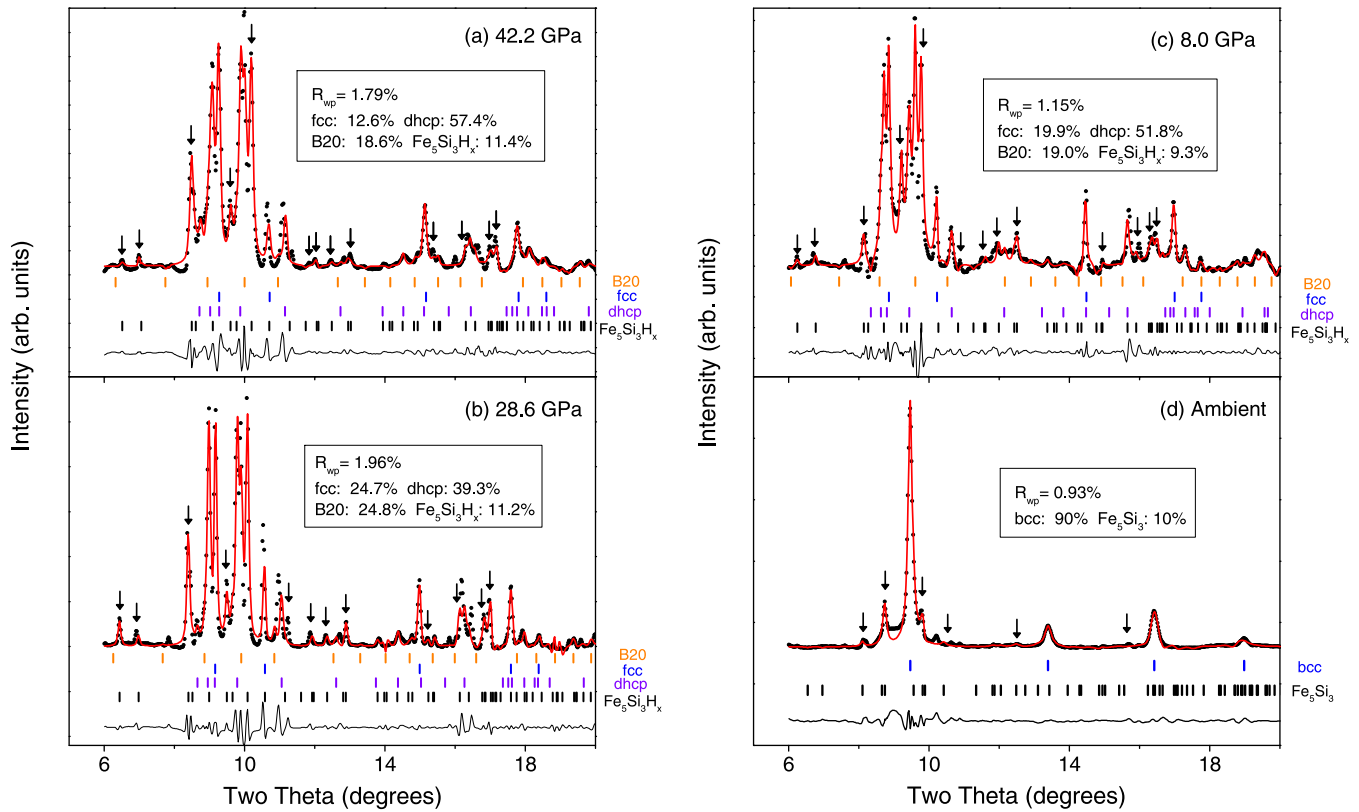 (a) 42.2 GPa
R_wp = 1.79%
fcc: 12.6% dhcp: 57.4%
B20: 18.6% Fe₅Si₃Hₓ: 11.4%
B20
fcc
dhcp
Fe₅Si₃Hₓ
(b) 28.6 GPa
R_wp = 1.96%
fcc: 24.7% dhcp: 39.3%
B20: 24.8% Fe₅Si₃Hₓ: 11.2%
B20
fcc
dhcp
Fe₅Si₃Hₓ
6 10 14 18
Two Theta (degrees)
Intensity (arb. units)
(c) 8.0 GPa
R_wp = 1.15%
fcc: 19.9% dhcp: 51.8%
B20: 19.0% Fe₅Si₃Hₓ: 9.3%
B20
fcc
dhcp
Fe₅Si₃Hₓ
(d) Ambient
R_wp = 0.93%
bcc: 90% Fe₅Si₃: 10%
bcc
Fe₅Si₃
6 10 14 18
Two Theta (degrees)
Intensity (arb. units)